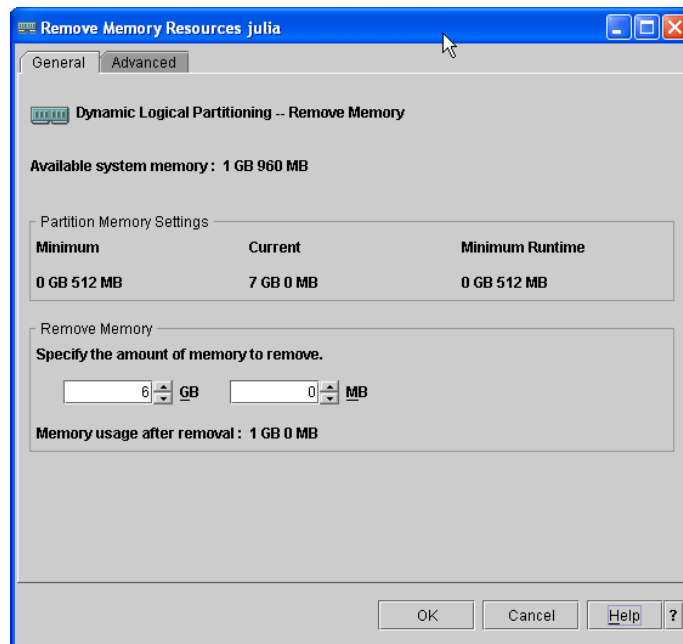 Remove Memory Resources julia
General Advanced
Dynamic Logical Partitioning -- Remove Memory
Available system memory : 1 GB 960 MB
Partition Memory Settings
Minimum Current Minimum Runtime
0 GB 512 MB 7 GB 0 MB 0 GB 512 MB
Remove Memory
Specify the amount of memory to remove.
6 GB 0 MB
Memory usage after removal : 1 GB 0 MB
OK Cancel Help ?